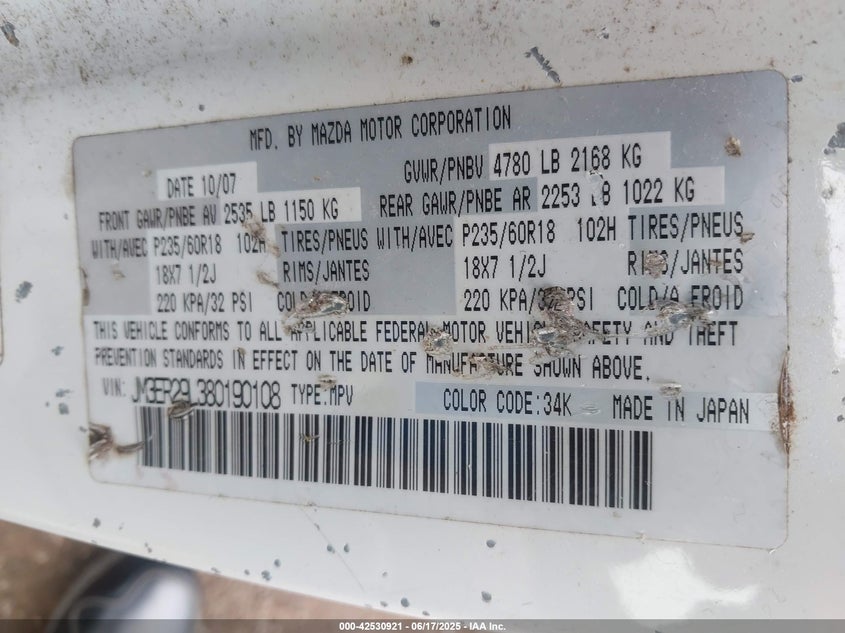 MFD. BY MAZDA MOTOR CORPORATION
DATE 10/07 GVWR/PNBV 4780 LB 2168 KG
FRONT GAWR/PNBE AV 2535 LB 1150 KG REAR GAWR/PNBE AR 2253 LB 1022 KG
WITH/AVEC P235/60R18 102H TIRES/PNEUS WITH/AVEC P235/60R18 102H TIRES/PNEUS
18X7 1/2J RIMS/JANTES 18X7 1/2J RIMS/JANTES
220 KPA/32 PSI COLD/A FROID 220 KPA/32 PSI COLD/A FROID
THIS VEHICLE CONFORMS TO ALL APPLICABLE FEDERAL MOTOR VEHICLE SAFETY AND THEFT
PREVENTION STANDARDS IN EFFECT ON THE DATE OF MANUFACTURE SHOWN ABOVE.
VIN: JM3ER29L380190108 TYPE:MPV COLOR CODE:34K MADE IN JAPAN
000-42530921 - 06/17/2025 - IAA Inc.